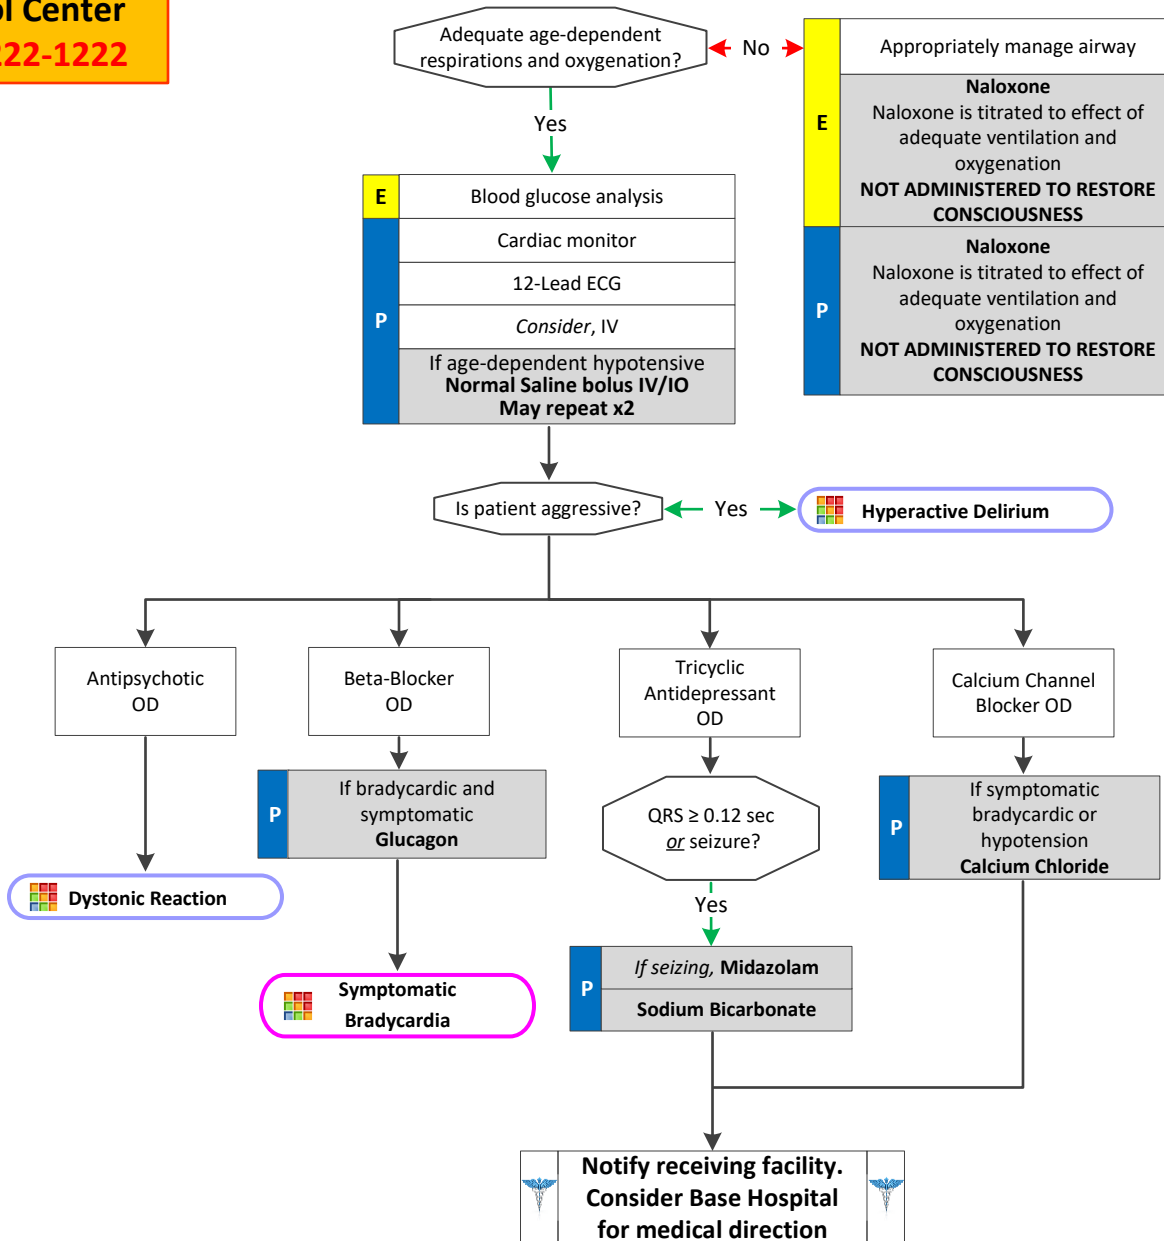 Center
222-1222
Adequate age-dependent
respirations and oxygenation?
No
Yes
E
Appropriately manage airway
Naloxone
Naloxone is titrated to effect of
adequate ventilation and
oxygenation
NOT ADMINISTERED TO RESTORE
CONSCIOUSNESS
P
Naloxone
Naloxone is titrated to effect of
adequate ventilation and
oxygenation
NOT ADMINISTERED TO RESTORE
CONSCIOUSNESS
E
Blood glucose analysis
P
Cardiac monitor
12-Lead ECG
Consider, IV
If age-dependent hypotensive
Normal Saline bolus IV/IO
May repeat x2
Is patient aggressive?
Yes
Hyperactive Delirium
Antipsychotic
OD
Dystonic Reaction
Beta-Blocker
OD
P
If bradycardic and
symptomatic
Glucagon
Symptomatic
Bradycardia
Tricyclic
Antidepressant
OD
QRS ≥ 0.12 sec
or seizure?
Yes
P
If seizing, Midazolam
Sodium Bicarbonate
Calcium Channel
Blocker OD
P
If symptomatic
bradycardic or
hypotension
Calcium Chloride
Notify receiving facility.
Consider Base Hospital
for medical direction